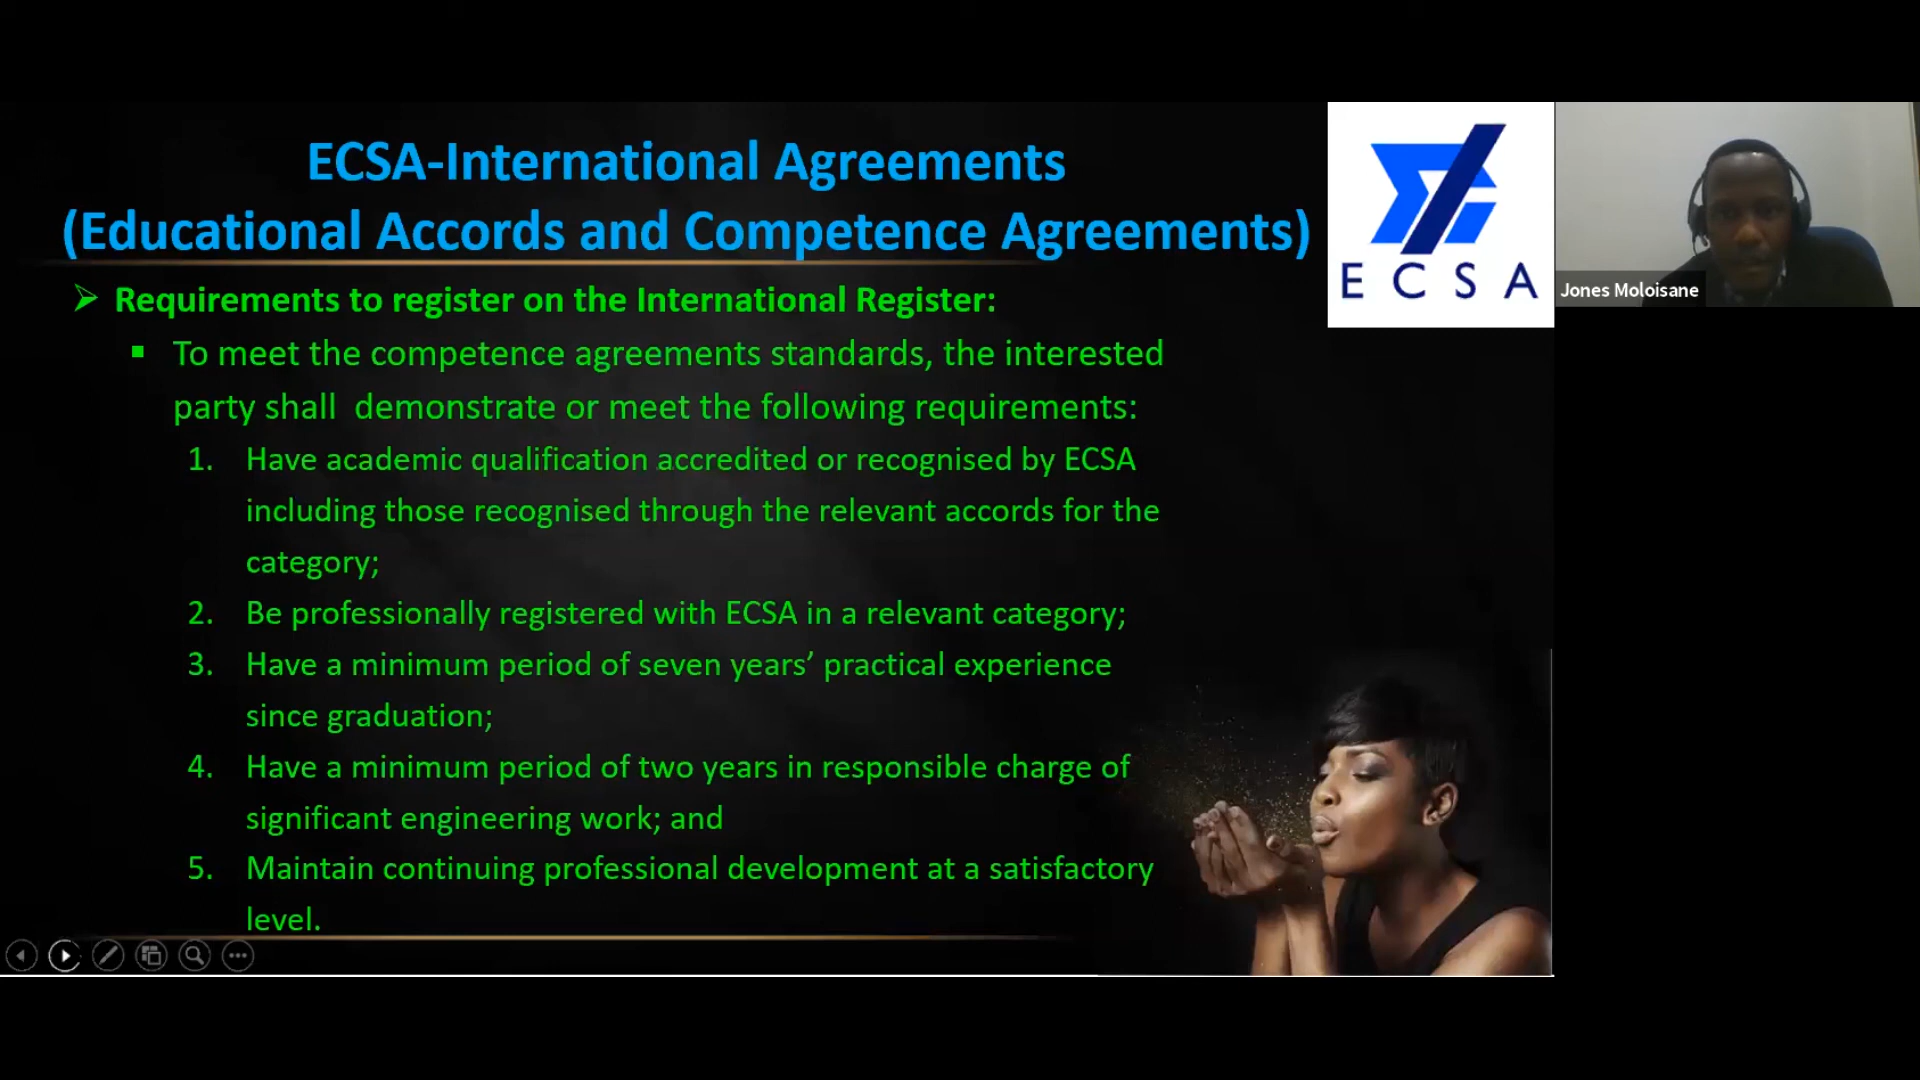 ECSA-International Agreements
(Educational Accords and Competence Agreements)
ECSA
Jones Moloisane
Requirements to register on the International Register:
To meet the competence agreements standards, the interested
party shall demonstrate or meet the following requirements:
1. Have academic qualification accredited or recognised by ECSA
including those recognised through the relevant accords for the
category;
2. Be professionally registered with ECSA in a relevant category;
3. Have a minimum period of seven years’ practical experience
since graduation;
4. Have a minimum period of two years in responsible charge of
significant engineering work; and
5. Maintain continuing professional development at a satisfactory
level.